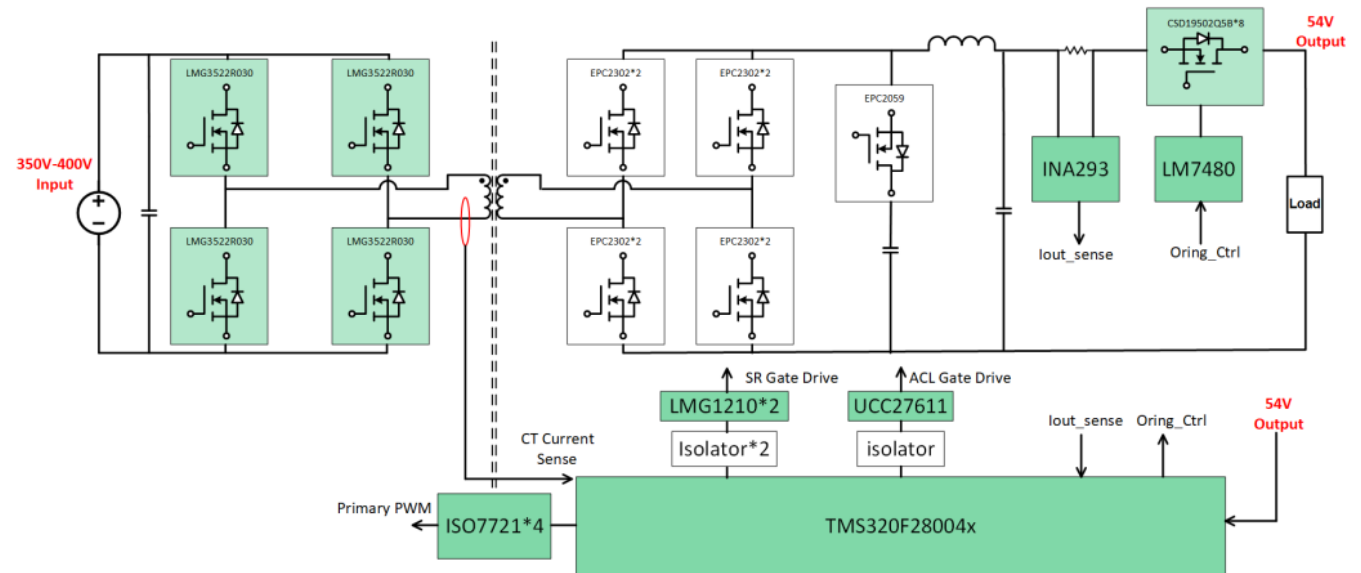 CSD19502Q5B*8
54V
Output
LMG3522R030
LMG3522R030
EPC2302*2
EPC2302*2
EPC2059
350V-400V
Input
INA293
LM7480
Load
LMG3522R030
LMG3522R030
EPC2302*2
EPC2302*2
Iout_sense
Oring_Ctrl
SR Gate Drive
ACL Gate Drive
LMG1210*2
UCC27611
54V
Output
CT Current
Sense
Isolator*2
isolator
Iout_sense
Oring_Ctrl
Primary PWM
ISO7721*4
TMS320F28004x